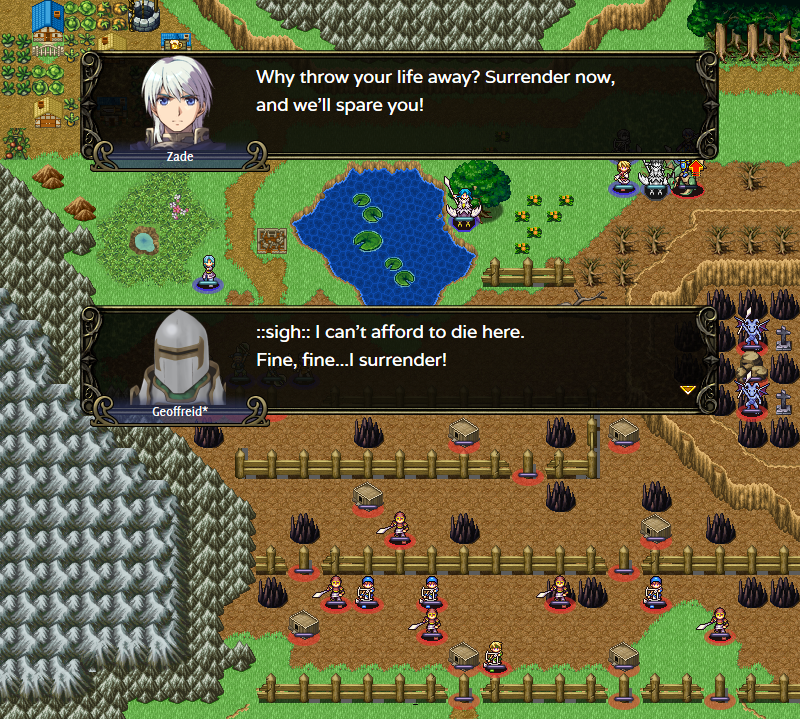 Why throw your life away? Surrender now,
and we'll spare you!
Zade
::sigh:: I can't afford to die here.
Fine, fine...I surrender!
Geoffreid*